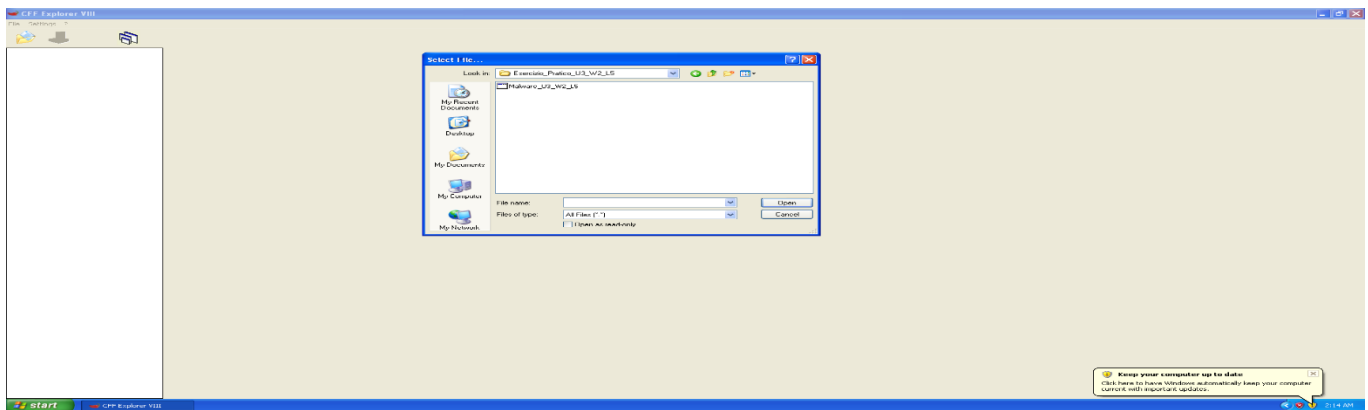 CFF Explorer VIII
File Settings ?
Select File...
Look in: Esercizio_Pratico_U3_W2_L5
Malware_U3_W2_L5
My Recent
Documents
Desktop
My Documents
My Computer
My Network
File name:
Open
Files of type: All Files (*.*)
Cancel
Open as read-only
Keep your computer up to date
Click here to have Windows automatically keep your computer
current with important updates.
start
CFF Explorer VIII
2:14 AM